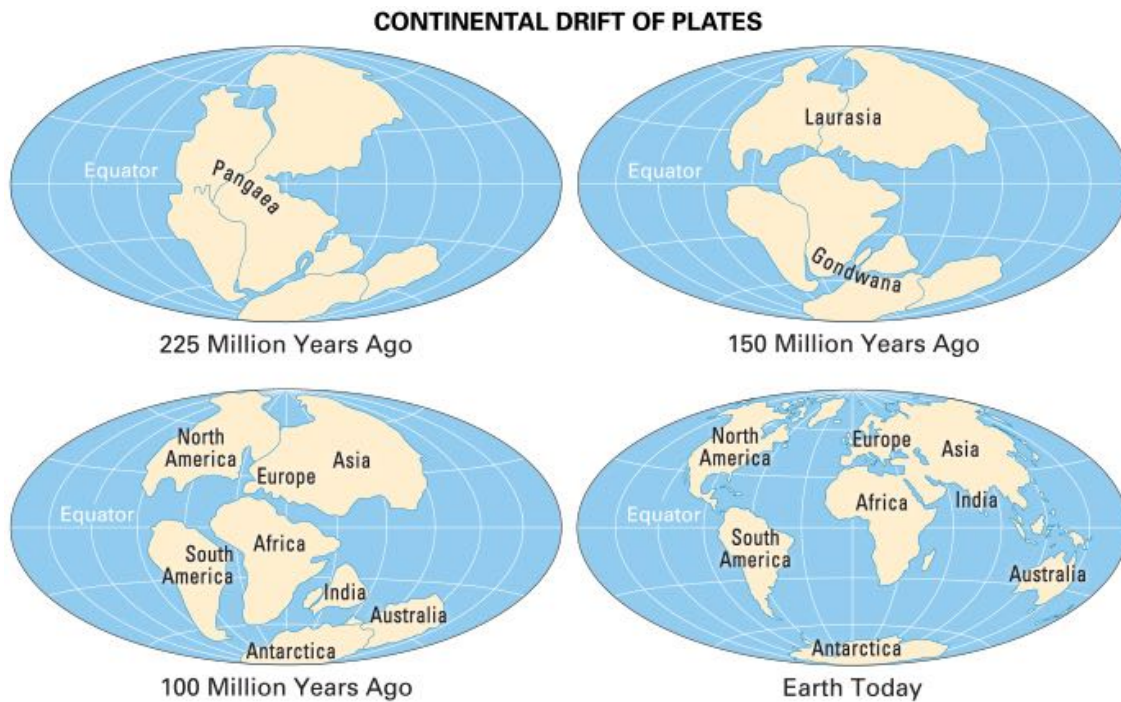 CONTINENTAL DRIFT OF PLATES
Equator
Pangaea
225 Million Years Ago
Laurasia
Equator
Gondwana
150 Million Years Ago
North
America
Europe
Asia
Equator
South
America
Africa
India
Australia
Antarctica
100 Million Years Ago
North
America
Europe
Asia
Africa
India
Equator
South
America
Australia
Antarctica
Earth Today